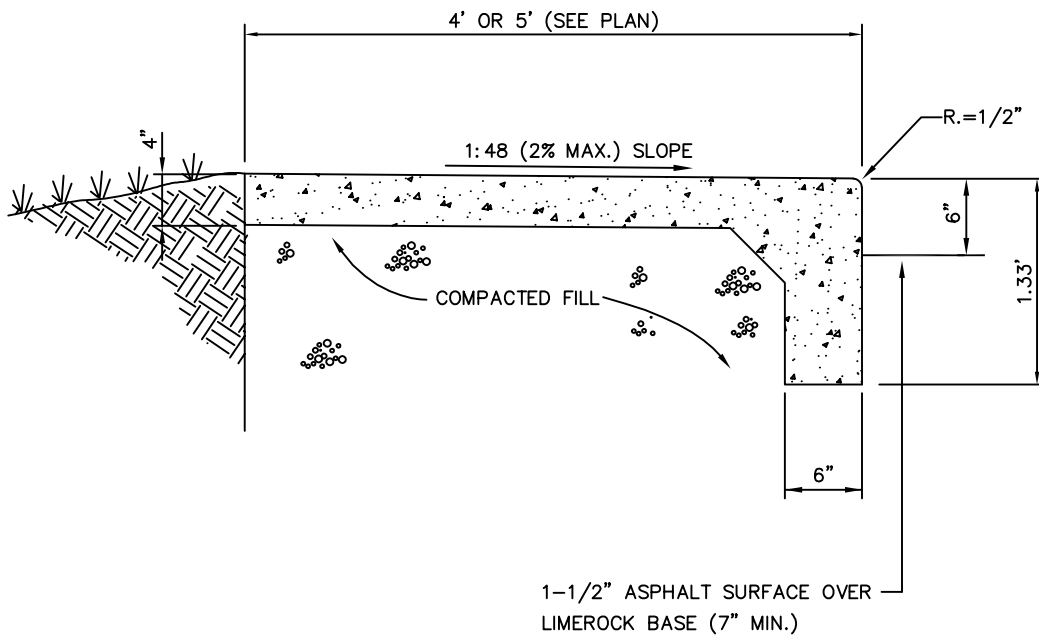 4' OR 5' (SEE PLAN)
R.=1/2"
4"
1:48 (2% MAX.) SLOPE
6"
1.33'
COMPACTED FILL
6"
1-1/2" ASPHALT SURFACE OVER
LIMEROCK BASE (7" MIN.)